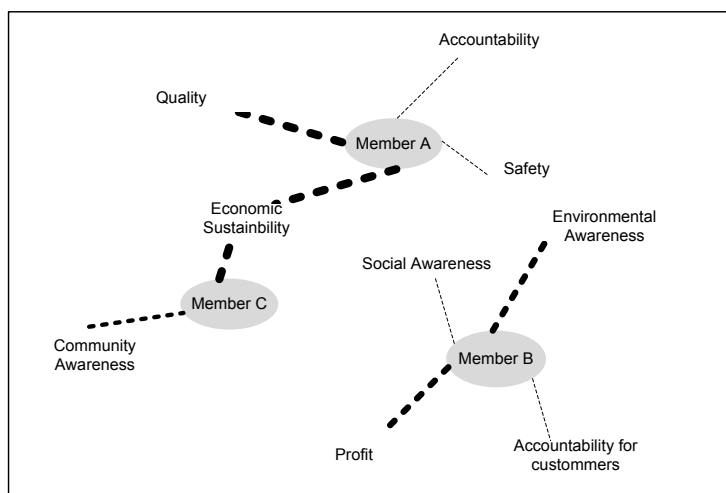 Accountability
Quality
Member A
Safety
Economic
Sustainbility
Environmental
Awareness
Social Awareness
Member C
Community
Awareness
Member B
Profit
Accountability for
custommers